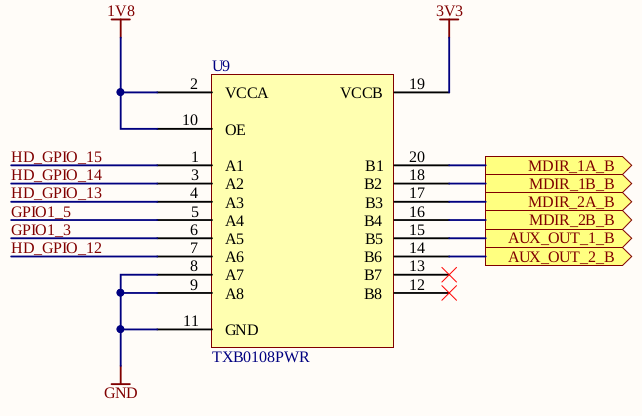 1V8
3V3
U9
2 VCCA VCCB 19
10 OE
HD_GPIO_15 1 A1 B1 20 MDIR_1A_B
HD_GPIO_14 3 A2 B2 18 MDIR_1B_B
HD_GPIO_13 4 A3 B3 17 MDIR_2A_B
GPIO1_5 5 A4 B4 16 MDIR_2B_B
GPIO1_3 6 A5 B5 15 AUX_OUT_1_B
HD_GPIO_12 7 A6 B6 14 AUX_OUT_2_B
8 A7 B7 13
9 A8 B8 12
11 GND
TXB0108PWR
GND